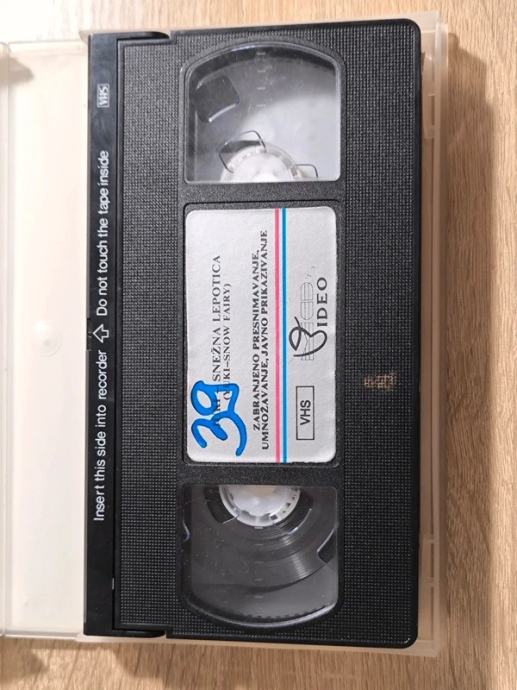 VHS
Insert this side into recorder Do not touch the tape inside
39
SNEŽNA LEPOTICA
SNOW FAIRY)
ZABRANJENO PRESNIMAVANJE,
UMNOŽAVANJE, JAVNO PRIKAZIVANJE
VHS
VIDEO